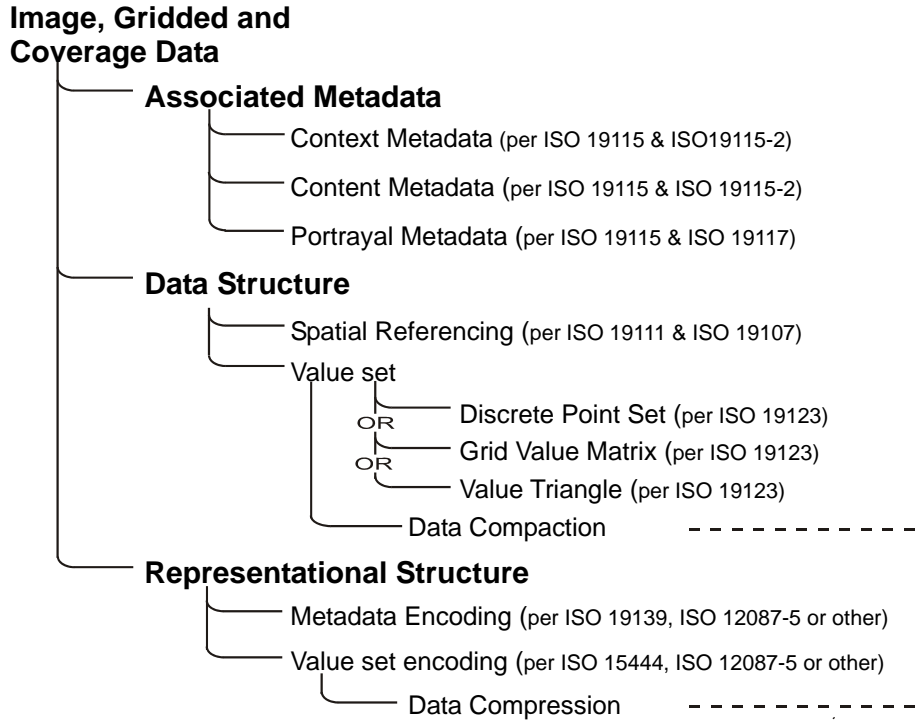 Image, Gridded and
Coverage Data
Associated Metadata
Context Metadata (per ISO 19115 & ISO19115-2)
Content Metadata (per ISO 19115 & ISO 19115-2)
Portrayal Metadata (per ISO 19115 & ISO 19117)
Data Structure
Spatial Referencing (per ISO 19111 & ISO 19107)
Value set
Discrete Point Set (per ISO 19123)
OR
Grid Value Matrix (per ISO 19123)
OR
Value Triangle (per ISO 19123)
Data Compaction
Representational Structure
Metadata Encoding (per ISO 19139, ISO 12087-5 or other)
Value set encoding (per ISO 15444, ISO 12087-5 or other)
Data Compression